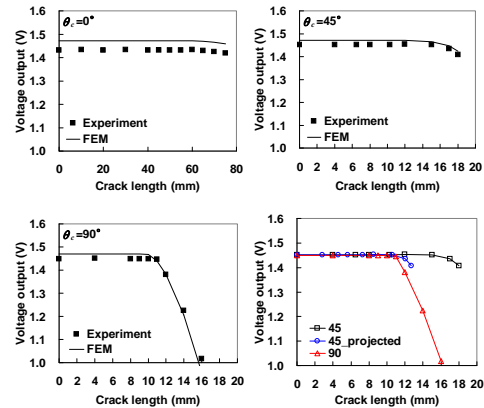 θc=0°
Voltage output (V)
1.6
1.5
1.4
1.3
1.2
1.1
1.0
■ Experiment
— FEM
0 20 40 60 80 100
Crack length (mm)
θc=45°
Voltage output (V)
1.6
1.5
1.4
1.3
1.2
1.1
1.0
■ Experiment
— FEM
0 2 4 6 8 10 12 14 16 18 20
Crack length (mm)
θc=90°
Voltage output (V)
1.6
1.5
1.4
1.3
1.2
1.1
1.0
■ Experiment
— FEM
0 2 4 6 8 10 12 14 16 18 20
Crack length (mm)
Voltage output (V)
1.6
1.5
1.4
1.3
1.2
1.1
1.0
45
45_projected
90
0 2 4 6 8 10 12 14 16 18 20
Crack length (mm)